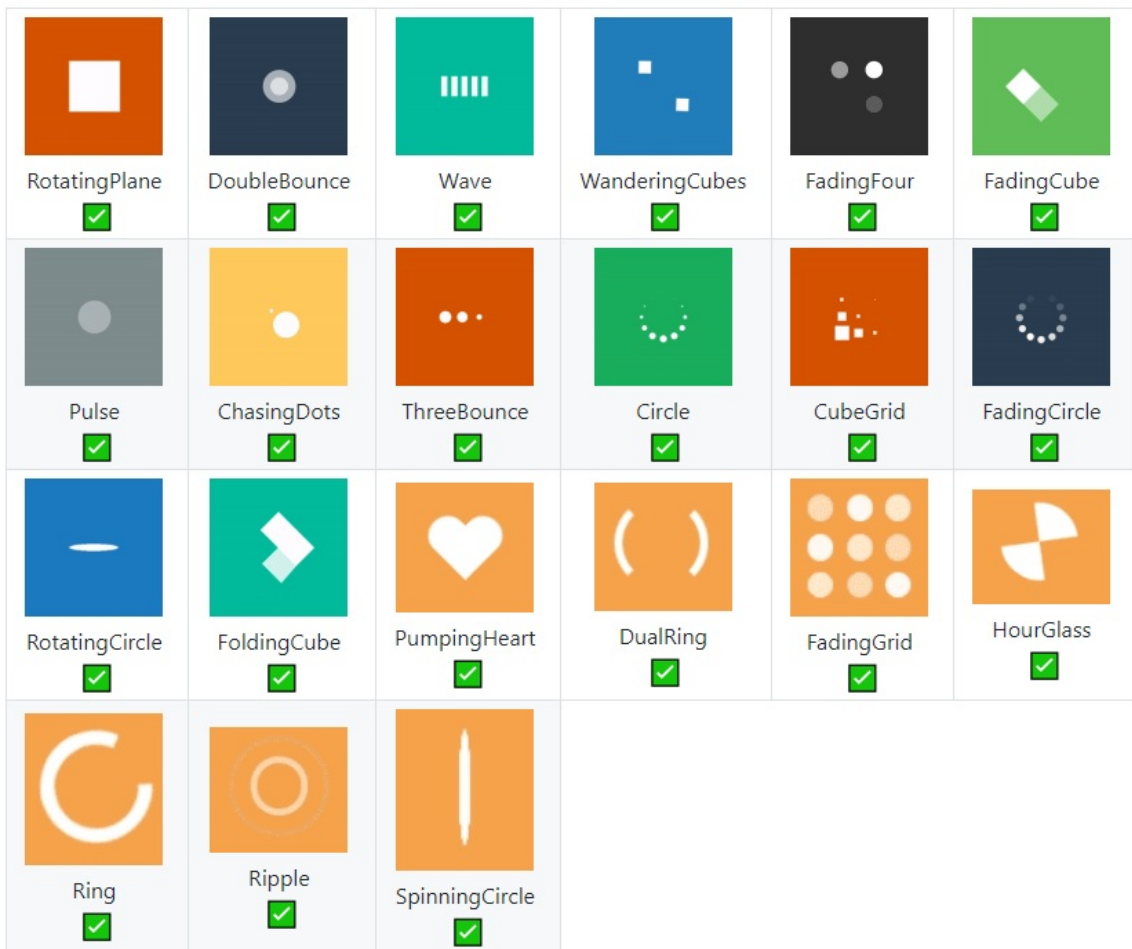 RotatingPlane
DoubleBounce
Wave
WanderingCubes
FadingFour
FadingCube
Pulse
ChasingDots
ThreeBounce
Circle
CubeGrid
FadingCircle
RotatingCircle
FoldingCube
PumpingHeart
DualRing
FadingGrid
HourGlass
Ring
Ripple
SpinningCircle